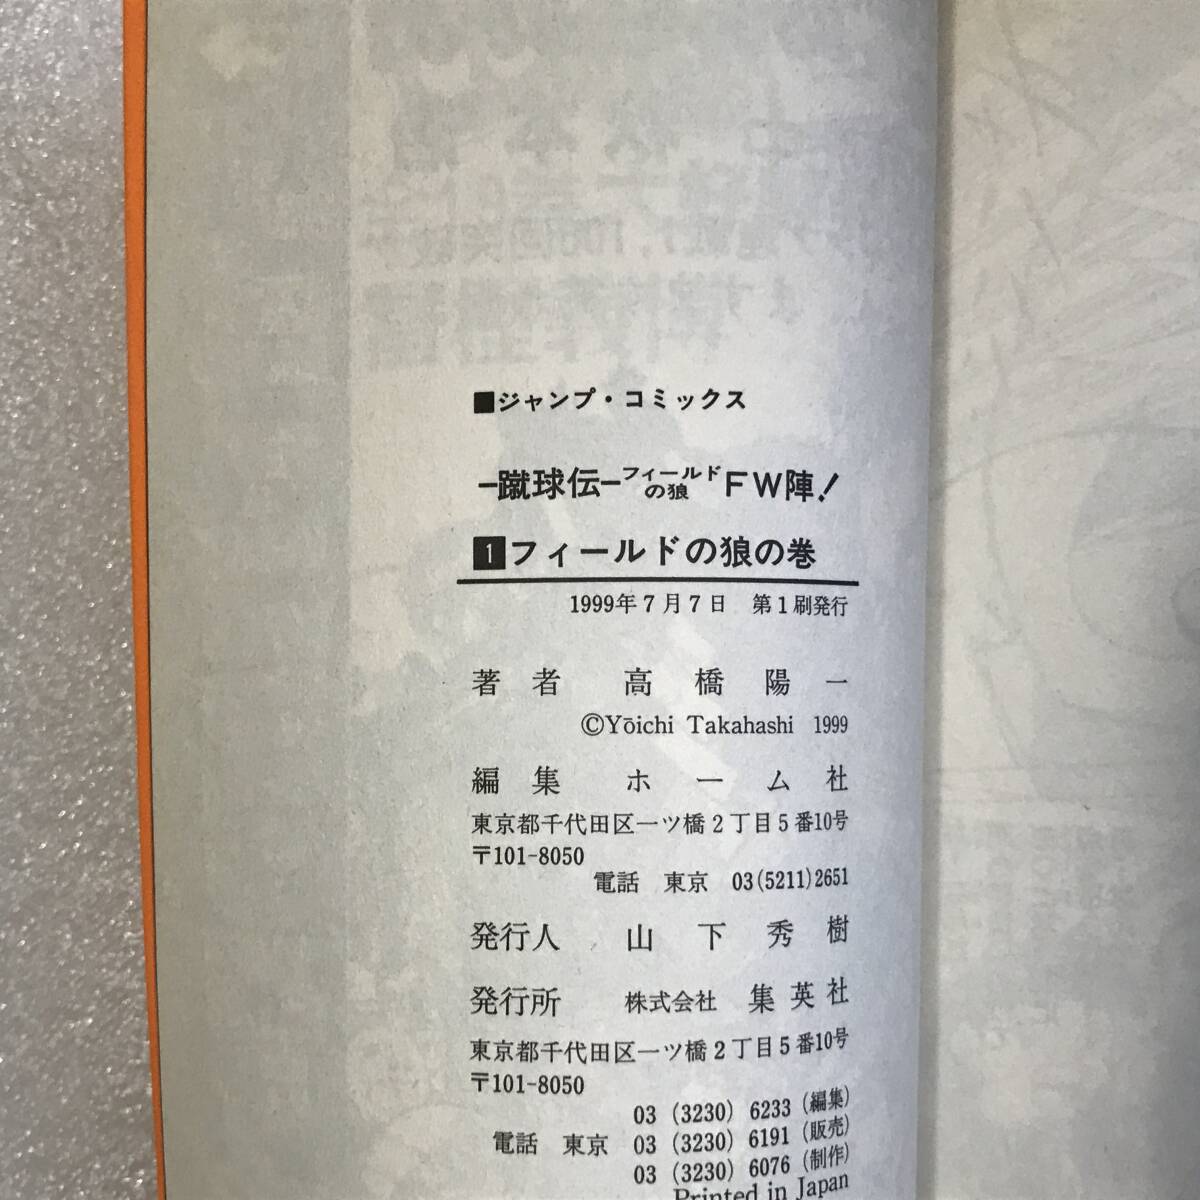 ■ジャンプ・コミックス
-蹴球伝-フィールドの狼 FW陣！
1フィールドの狼の巻
1999年7月7日 第1刷発行
著者 高橋陽一
©Yōichi Takahashi 1999
編集 ホーム社
東京都千代田区一ツ橋2丁目5番10号
〒101-8050
電話 東京 03(5211)2651
発行人 山下秀樹
発行所 株式会社 集英社
東京都千代田区一ツ橋2丁目5番10号
〒101-8050
03 (3230) 6233 (編集)
電話 東京 03 (3230) 6191 (販売)
03 (3230) 6076 (制作)
Printed in Japan